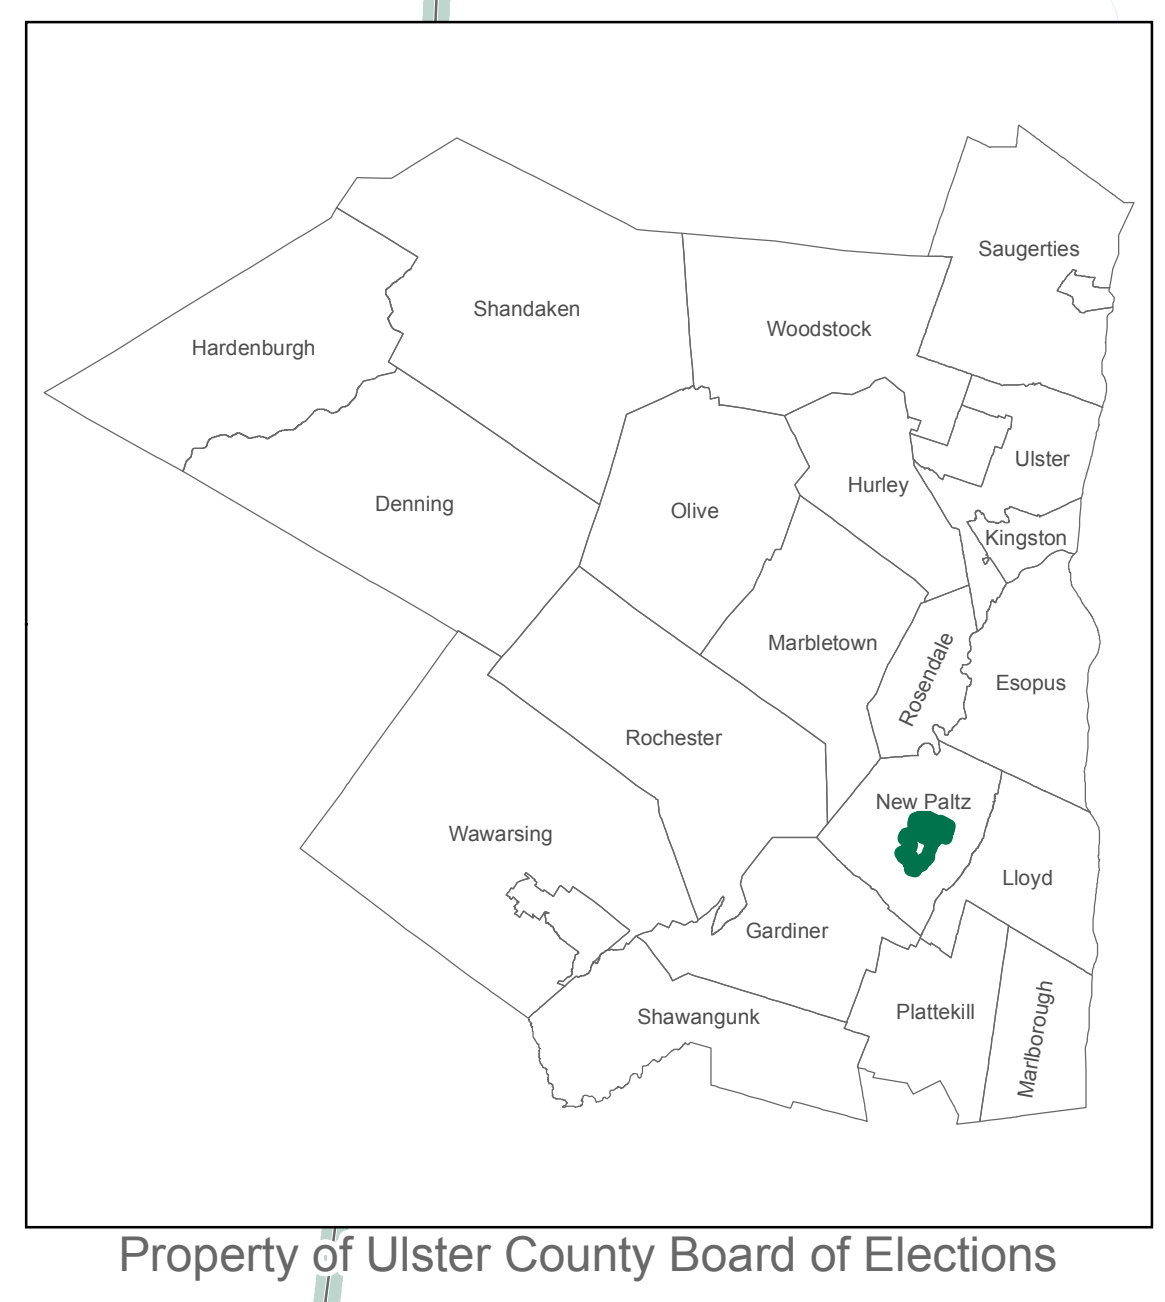 Saugerties
Shandaken
Woodstock
Hardenburgh
Ulster
Hurley
Denning
Olive
Kingston
Marbletown
Rosendale
Esopus
Rochester
New Paltz
Wawarsing
Lloyd
Gardiner
Plattekill
Shawangunk
Marlborough
Property of Ulster County Board of Elections